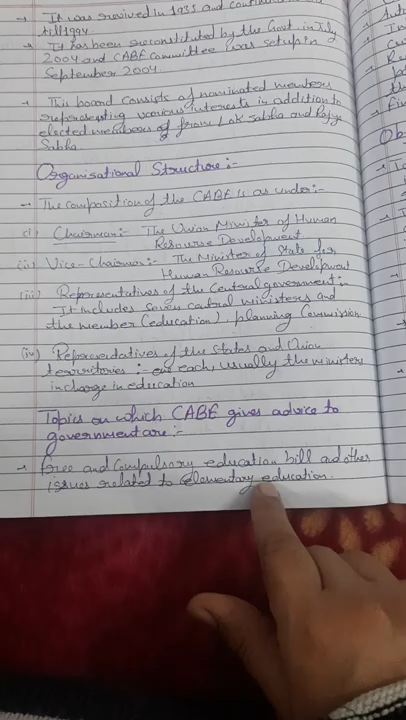 → It was revived in 1935 and continued
till 1994
→ It has been reconstituted by the Govt in July
2004 and CABE committee was setup in
September 2004.
→ This board consists of nominated members
representing various interests in addition to
elected members of from Lok sabha and Rajya
Sabha
Organisational Structure:-
→ The composition of the CABE is as under:-
(i) Chairman:- The Union Minister of Human
Resource Development
(ii) Vice-Chairman:- The Minister of State for
Human Resource Development
(iii) Representatives of the Central government:-
It includes seven central ministers and
the member (education), planning Commission
(iv) Representatives of the States and Union
territories :- one each, usually the ministers
incharge in education
Topics on which CABE gives advice to
government are:-
→ free and Compulsory education bill and other
issues related to Elementary education.